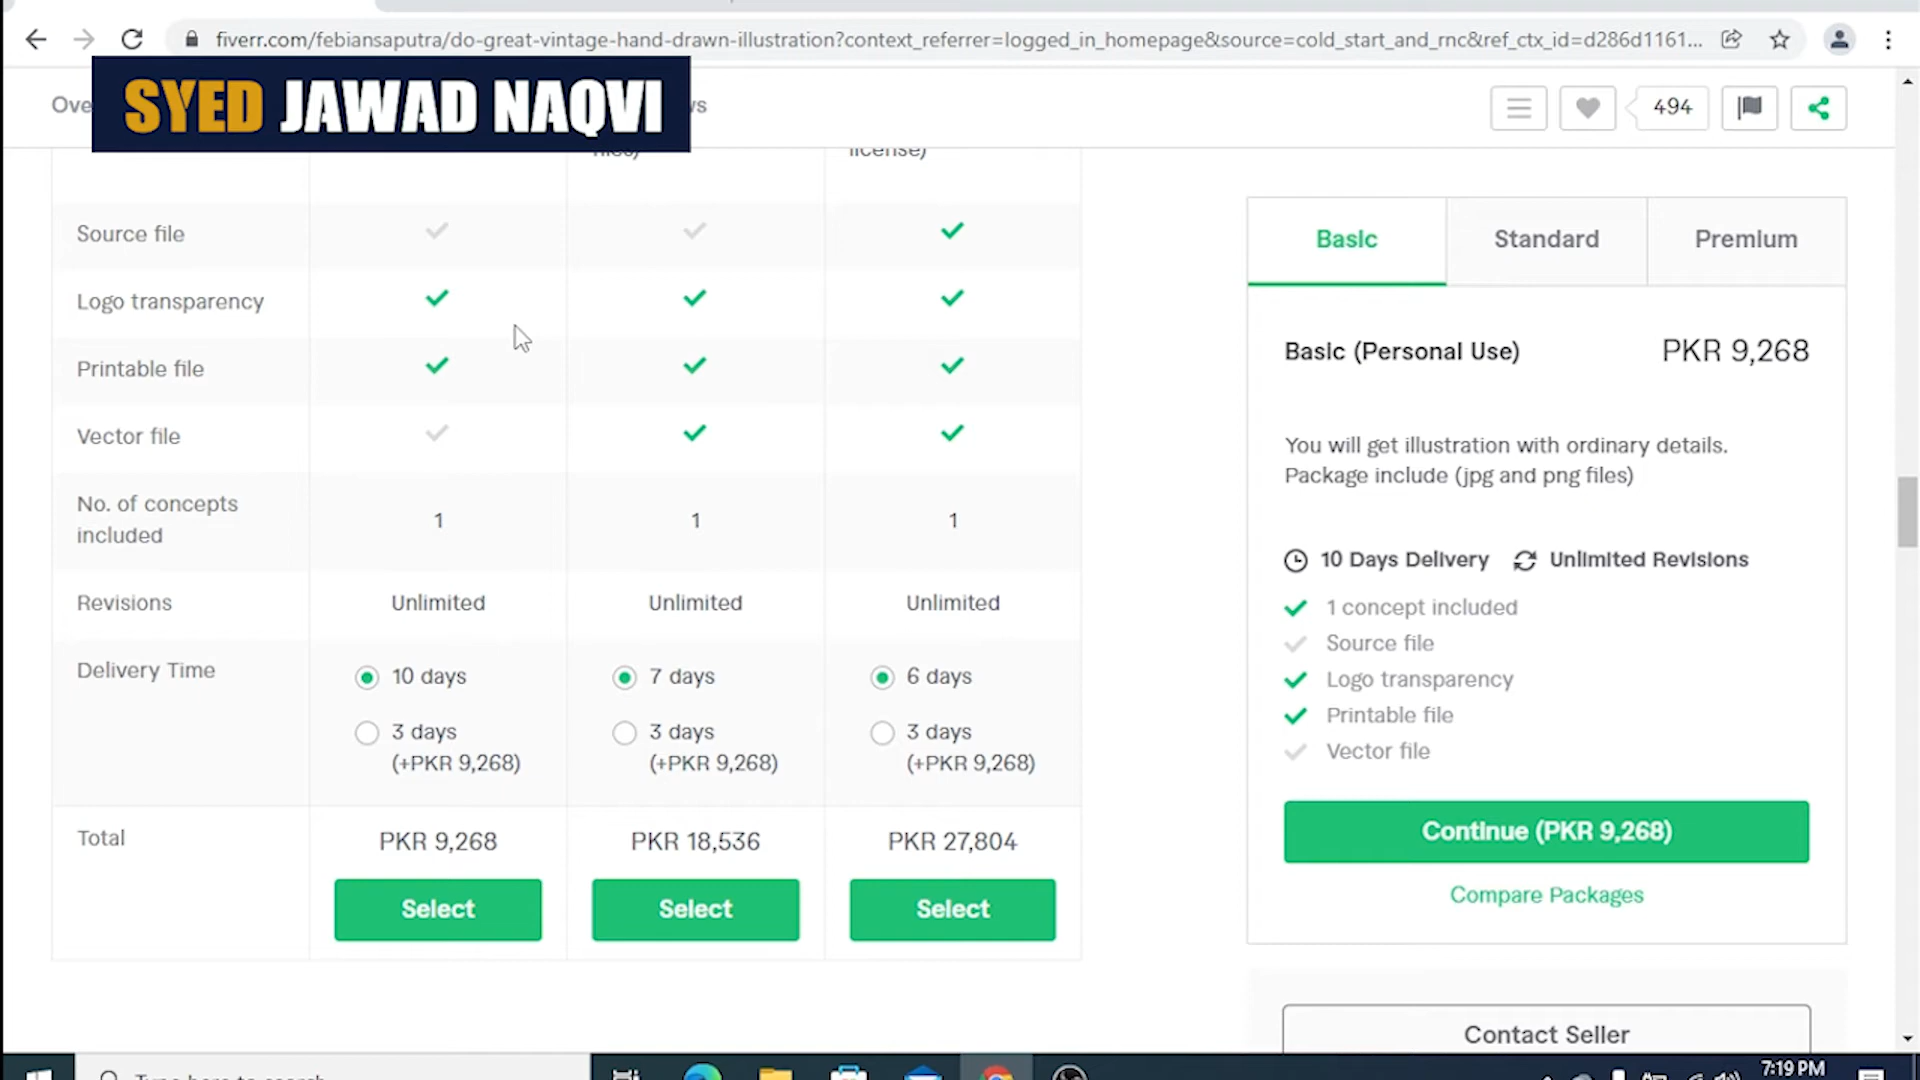 fiverr.com/febiansaputra/do-great-vintage-hand-drawn-illustration?context_referrer=logged_in_homepage&source=cold_start_and_rnc&ref_ctx_id=d286d1161...
SYED JAWAD NAQVI
494
license)
Source file
Logo transparency
Printable file
Vector file
No. of concepts
included
1
1
1
Revisions
Unlimited
Unlimited
Unlimited
Delivery Time
10 days
7 days
6 days
3 days
(+PKR 9,268)
3 days
(+PKR 9,268)
3 days
(+PKR 9,268)
Total
PKR 9,268
PKR 18,536
PKR 27,804
Select
Select
Select
Basic
Standard
Premium
Basic (Personal Use)
PKR 9,268
You will get illustration with ordinary details.
Package include (jpg and png files)
10 Days Delivery
Unlimited Revisions
1 concept included
Source file
Logo transparency
Printable file
Vector file
Continue (PKR 9,268)
Compare Packages
Contact Seller
Type here to search
7:19 PM